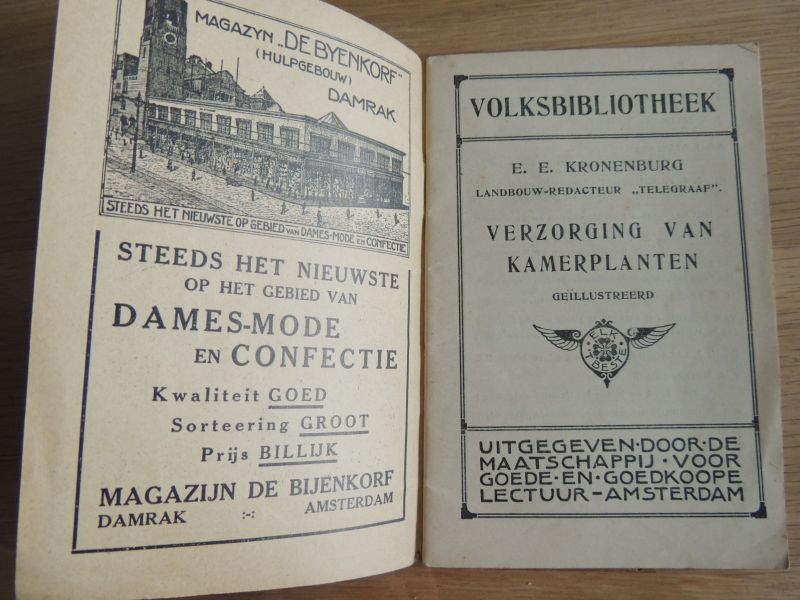 MAGAZYN „DE BYENKORF"
(HULPGEBOUW)
DAMRAK
STEEDS HET NIEUWSTE OP GEBIED VAN DAMES-MODE EN CONFECTIE
STEEDS HET NIEUWSTE
OP HET GEBIED VAN
DAMES-MODE
EN CONFECTIE
Kwaliteit GOED
Sorteering GROOT
Prijs BILLIJK
MAGAZIJN DE BIJENKORF
DAMRAK :-: AMSTERDAM
VOLKSBIBLIOTHEEK
E. E. KRONENBURG
LANDBOUW-REDACTEUR „TELEGRAAF".
VERZORGING VAN
KAMERPLANTEN
GEÏLLUSTREERD
ELK
'T BESTE
UITGEGEVEN·DOOR·DE
MAATSCHAPPIJ·VOOR
GOEDE·EN·GOEDKOOPE
LECTUUR-AMSTERDAM